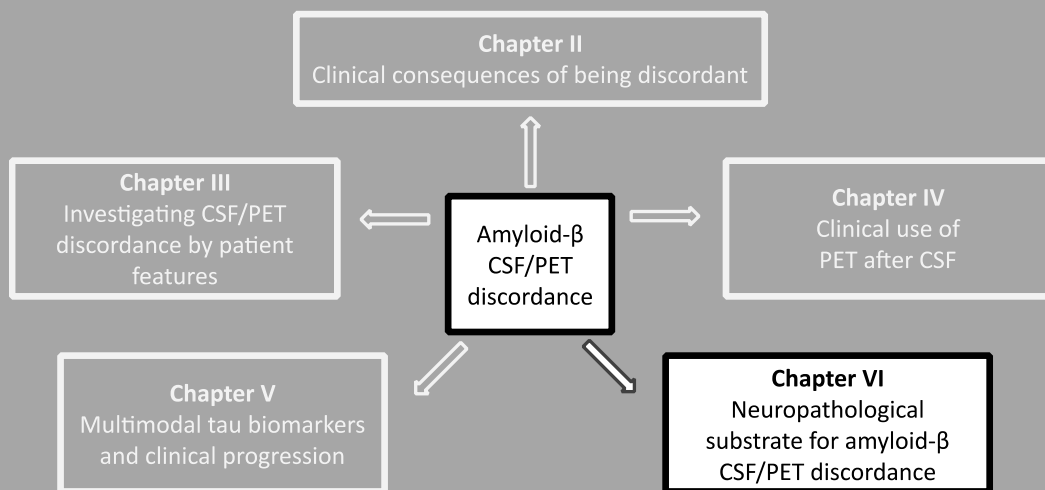 Chapter II
Clinical consequences of being discordant
Chapter III
Investigating CSF/PET
discordance by patient
features
Amyloid-β
CSF/PET
discordance
Chapter IV
Clinical use of
PET after CSF
Chapter V
Multimodal tau biomarkers
and clinical progression
Chapter VI
Neuropathological
substrate for amyloid-β
CSF/PET discordance